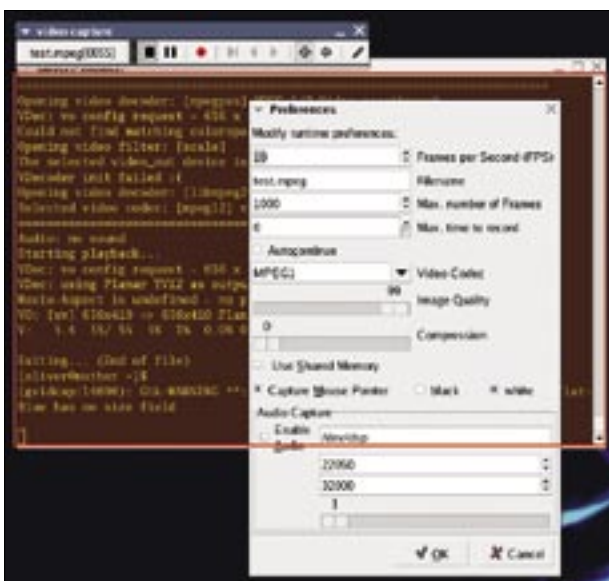 video capture
test.mpeg[0055]
Opening video decoder: [mpegpes]
VDec: vo config request - 656 x
Could not find matching colorspace
Opening video filter: [scale]
The selected video_out device is
VDecoder init failed :(
Opening video decoder: [libmpeg2
Selected video codec: [mpeg12]
Audio: no sound
Starting playback...
VDec: vo config request - 656 x
VDec: using Planar YV12 as output
Movie-Aspect is undefined - no p
Exiting... (End of file)
Preferences
Modify runtime preferences:
10 Frames per Second (FPS)
test.mpeg Filename
1000 Max. number of Frames
0 Max. time to record
Autocontinue
MPEG1 Video Codec
99
Image Quality
0
Compression
Use Shared Memory
Capture Mouse Pointer black white
Audio Capture
Enable Audio /dev/dsp
22050
32000
1
OK Cancel